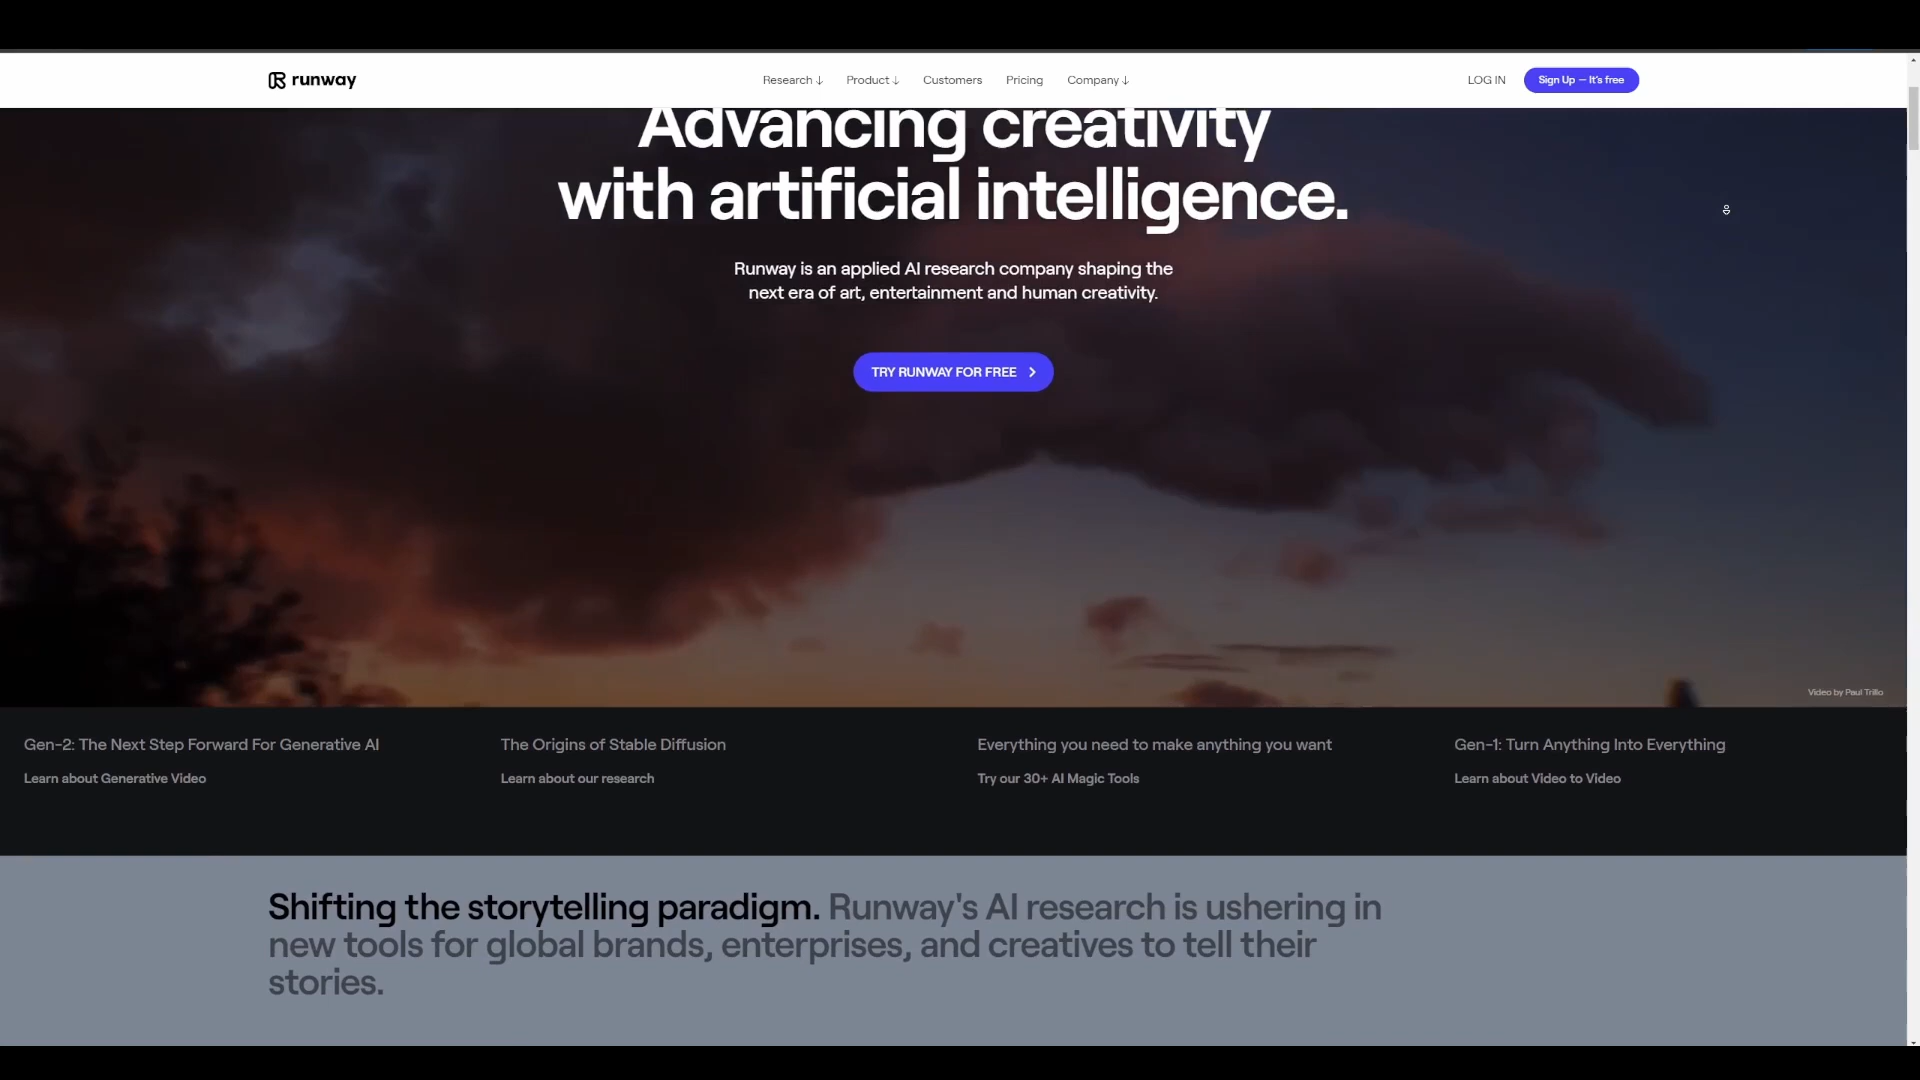 runway
Research ↓
Product ↓
Customers
Pricing
Company ↓
LOG IN
Sign Up — It's free
Advancing creativity
with artificial intelligence.
Runway is an applied AI research company shaping the
next era of art, entertainment and human creativity.
TRY RUNWAY FOR FREE
Video by Paul Trillo
Gen-2: The Next Step Forward For Generative AI
Learn about Generative Video
The Origins of Stable Diffusion
Learn about our research
Everything you need to make anything you want
Try our 30+ AI Magic Tools
Gen-1: Turn Anything Into Everything
Learn about Video to Video
Shifting the storytelling paradigm. Runway's AI research is ushering in
new tools for global brands, enterprises, and creatives to tell their
stories.